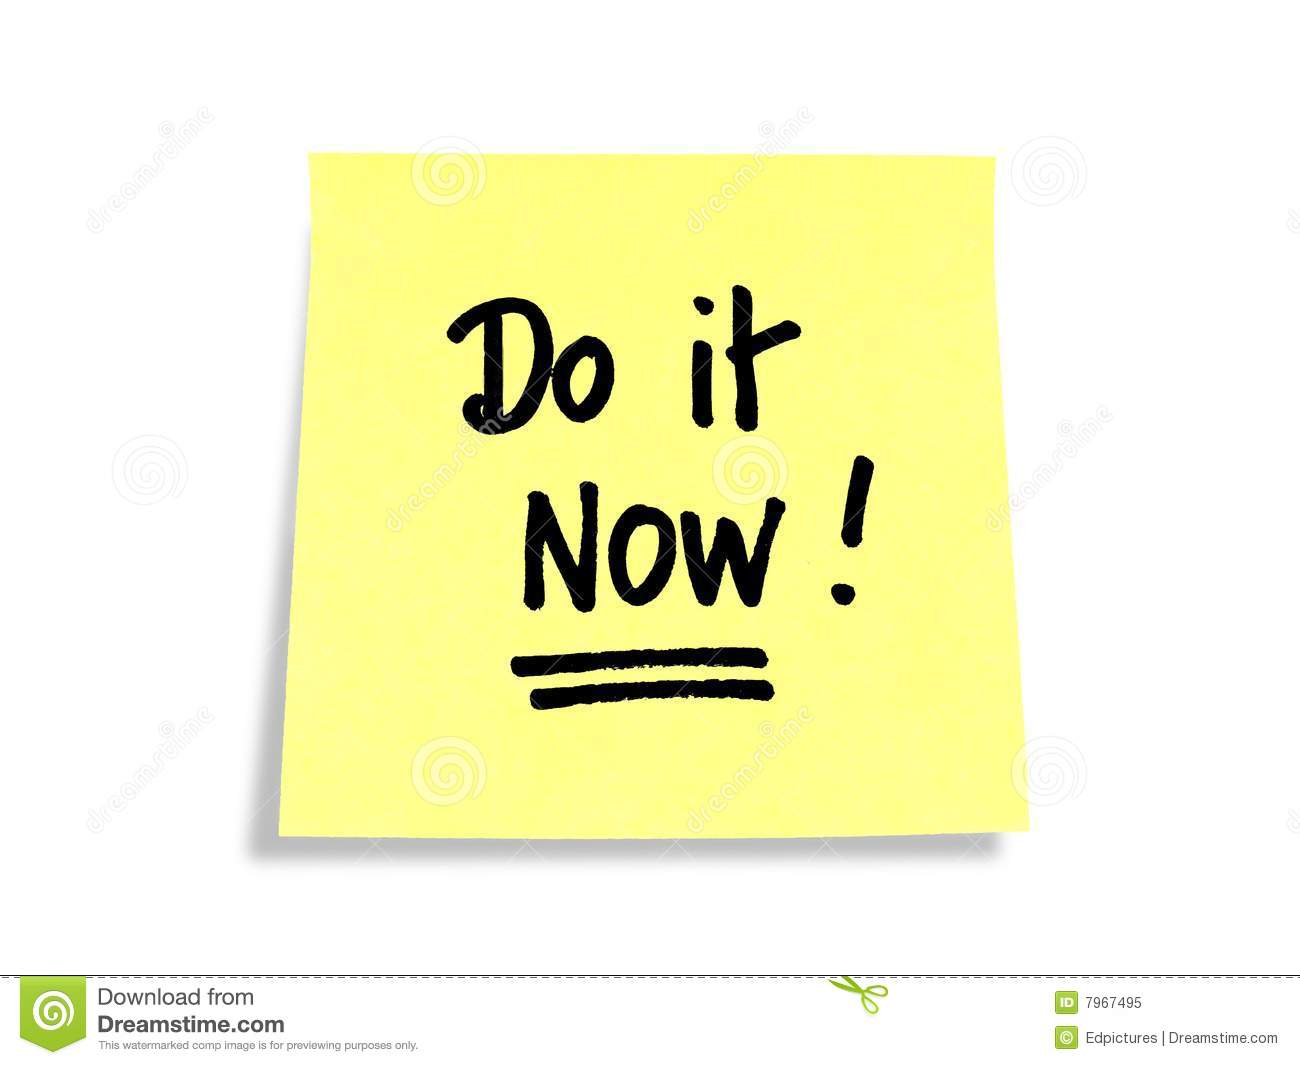 Do it
Now !
dreamstime
Download from
Dreamstime.com
This watermarked comp image is for previewing purposes only.
ID 7967495
© Edpictures | Dreamstime.com